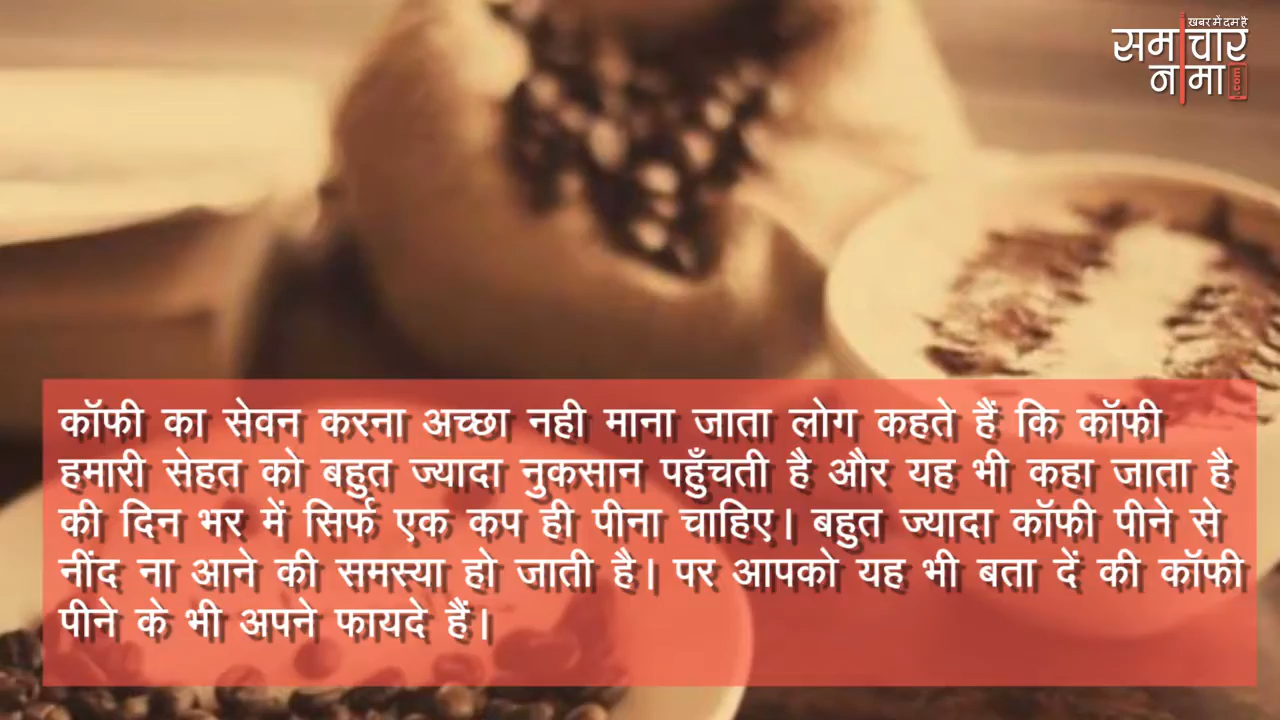 खबर में दम है
समाचार
नामा
.com
कॉफी का सेवन करना अच्छा नही माना जाता लोग कहते हैं कि कॉफी
हमारी सेहत को बहुत ज्यादा नुकसान पहुँचती है और यह भी कहा जाता है
की दिन भर में सिर्फ एक कप ही पीना चाहिए। बहुत ज्यादा कॉफी पीने से
नींद ना आने की समस्या हो जाती है। पर आपको यह भी बता दें की कॉफी
पीने के भी अपने फायदे हैं।